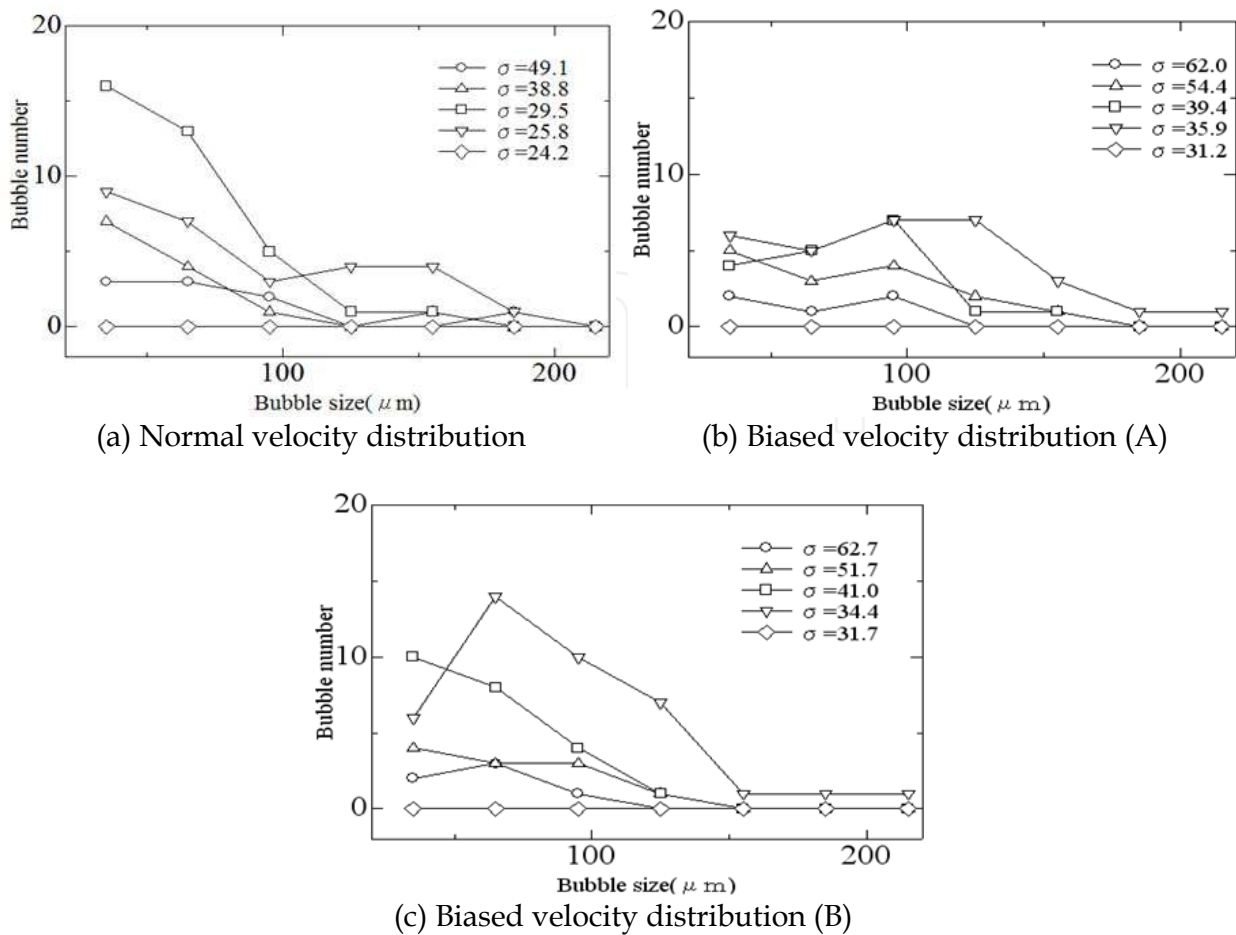 20
σ=49.1
σ=38.8
σ=29.5
σ=25.8
σ=24.2
Bubble number
10
0
100
200
Bubble size(μm)
(a) Normal velocity distribution
20
σ=62.0
σ=54.4
σ=39.4
σ=35.9
σ=31.2
Bubble number
10
0
100
200
Bubble size(μm)
(b) Biased velocity distribution (A)
20
σ=62.7
σ=51.7
σ=41.0
σ=34.4
σ=31.7
Bubble number
10
0
100
200
Bubble size(μm)
(c) Biased velocity distribution (B)